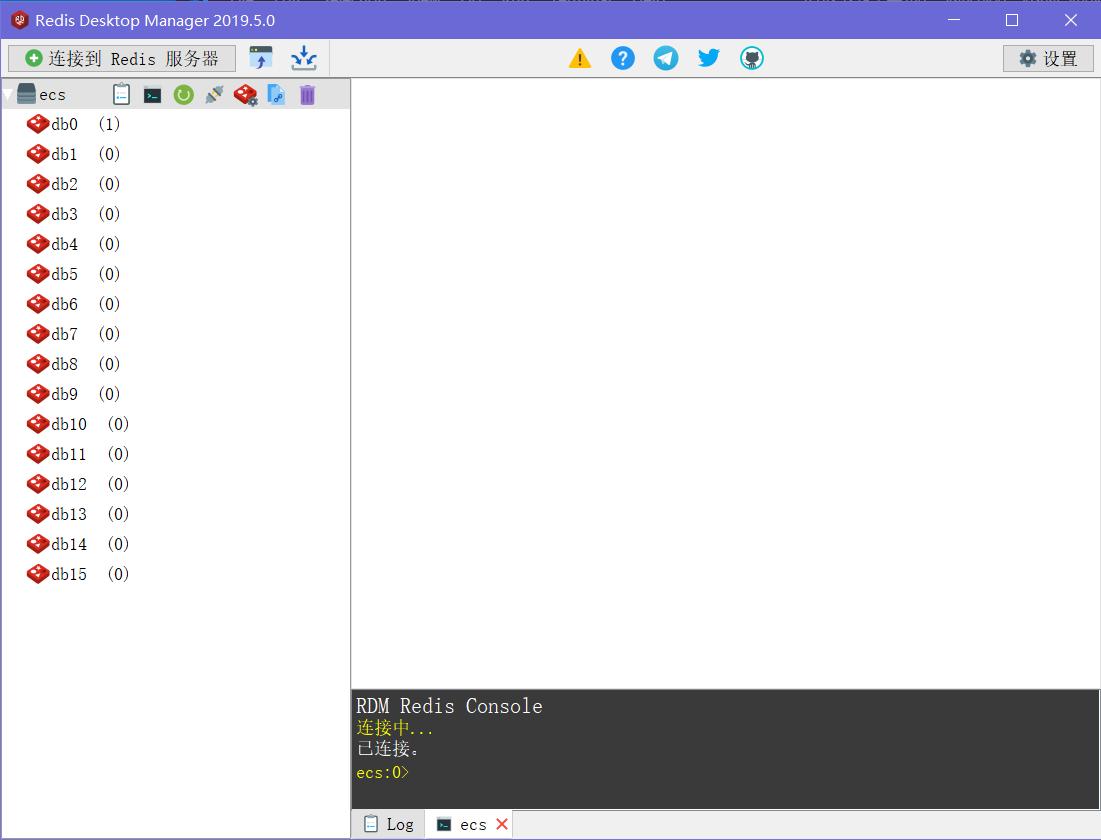 Redis Desktop Manager 2019.5.0
连接到 Redis 服务器
设置
ecs
db0 (1)
db1 (0)
db2 (0)
db3 (0)
db4 (0)
db5 (0)
db6 (0)
db7 (0)
db8 (0)
db9 (0)
db10 (0)
db11 (0)
db12 (0)
db13 (0)
db14 (0)
db15 (0)
RDM Redis Console
连接中...
已连接。
ecs:0>
Log
ecs